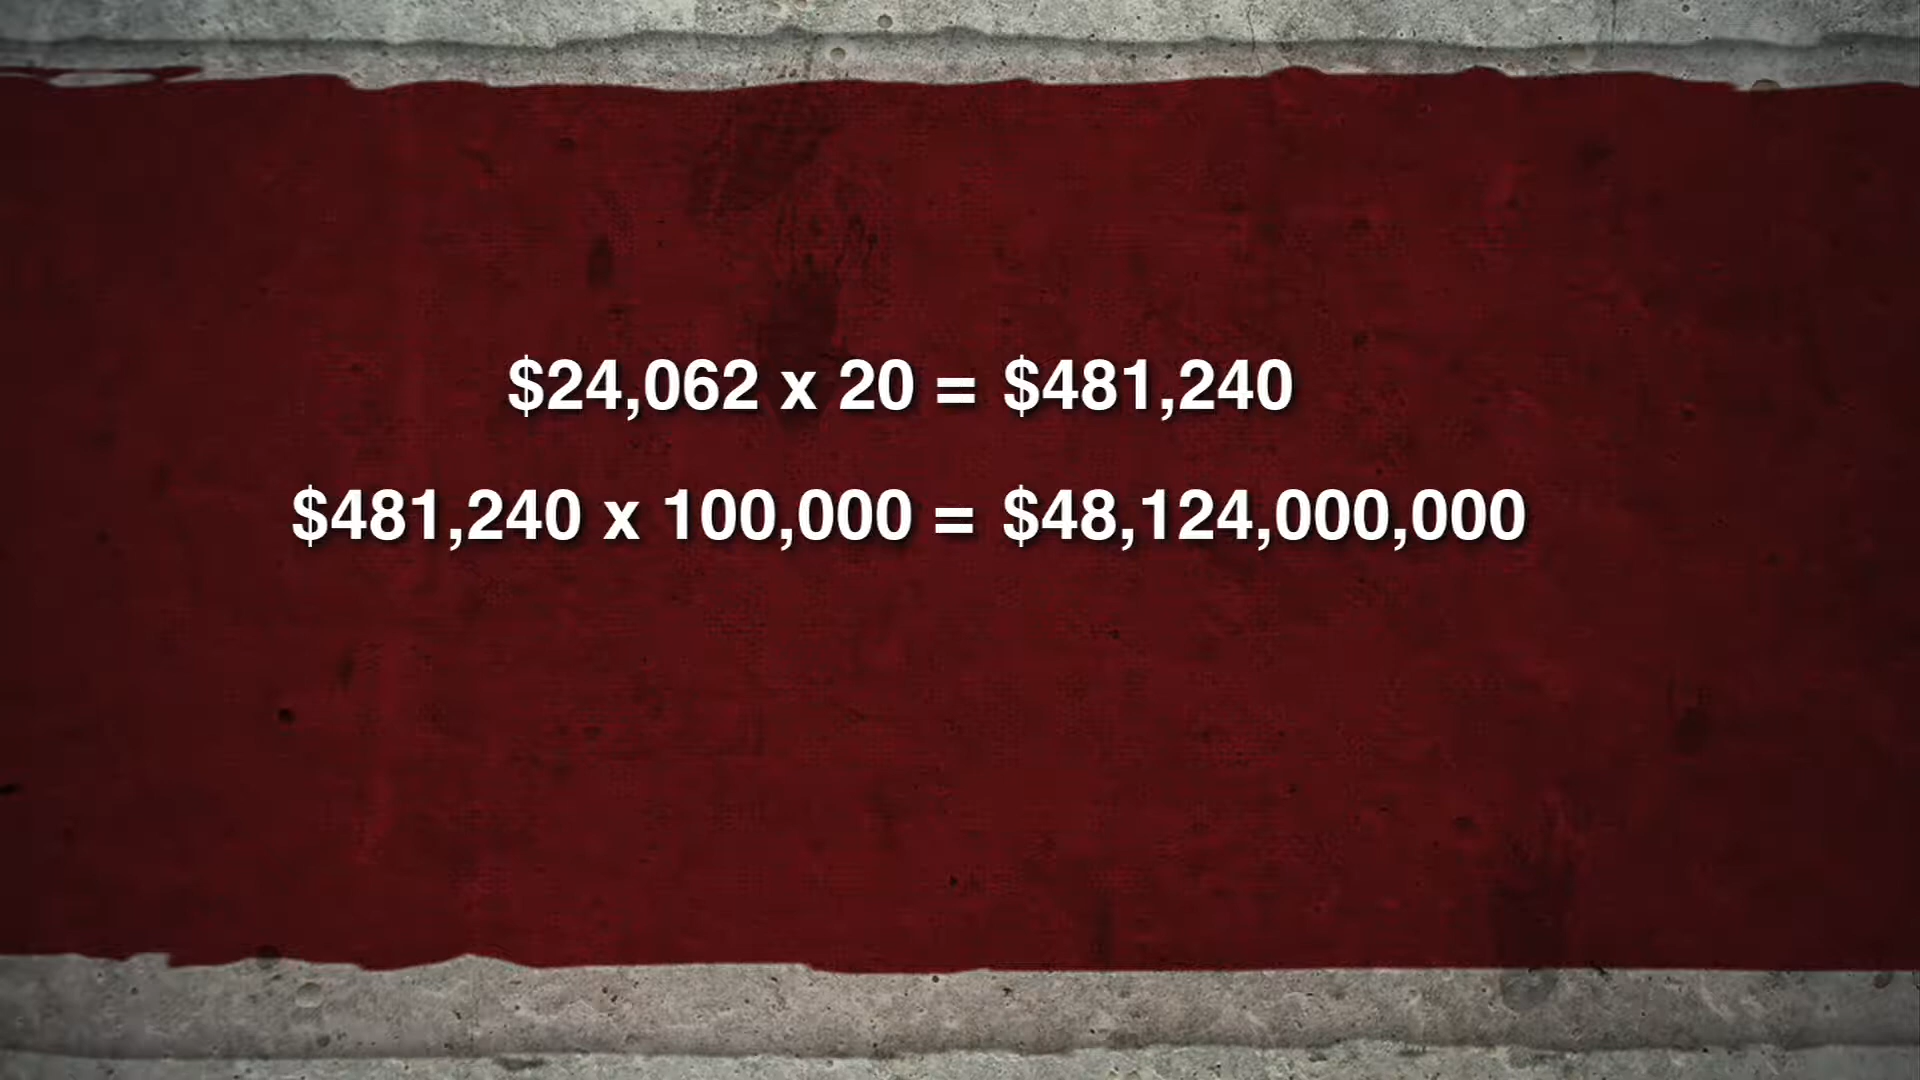 $24,062 x 20 = $481,240
$481,240 x 100,000 = $48,124,000,000